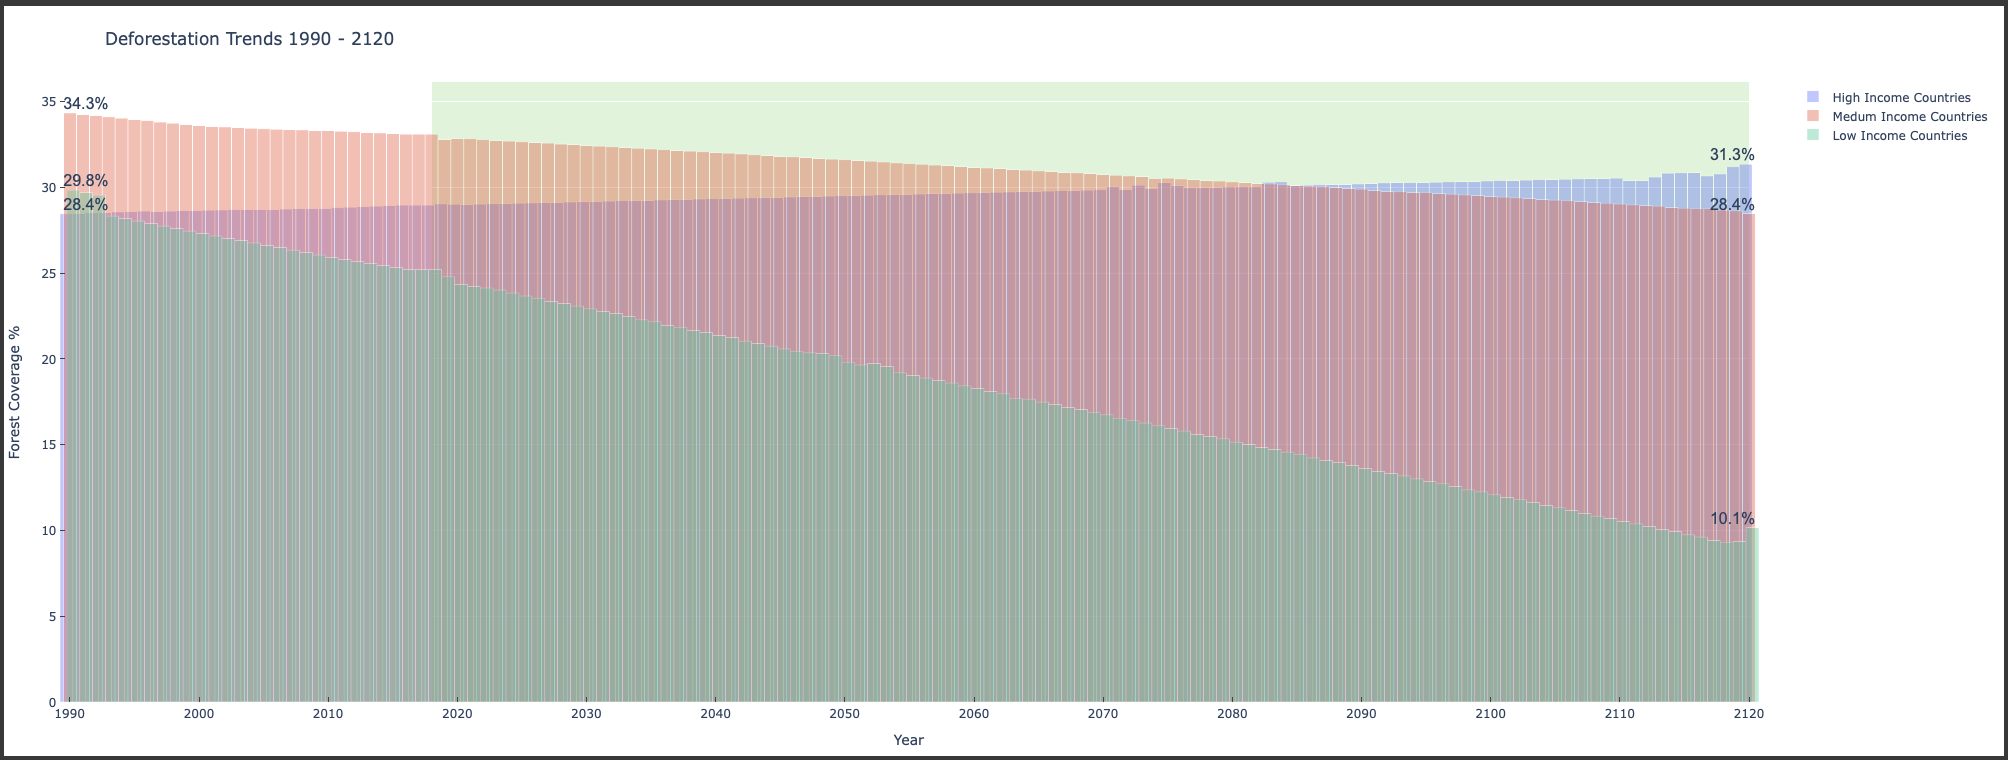 Deforestation Trends 1990 - 2120
High Income Countries
Medum Income Countries
Low Income Countries
Forest Coverage %
35
30
25
20
15
10
5
0
34.3%
29.8%
28.4%
31.3%
28.4%
10.1%
1990 2000 2010 2020 2030 2040 2050 2060 2070 2080 2090 2100 2110 2120
Year